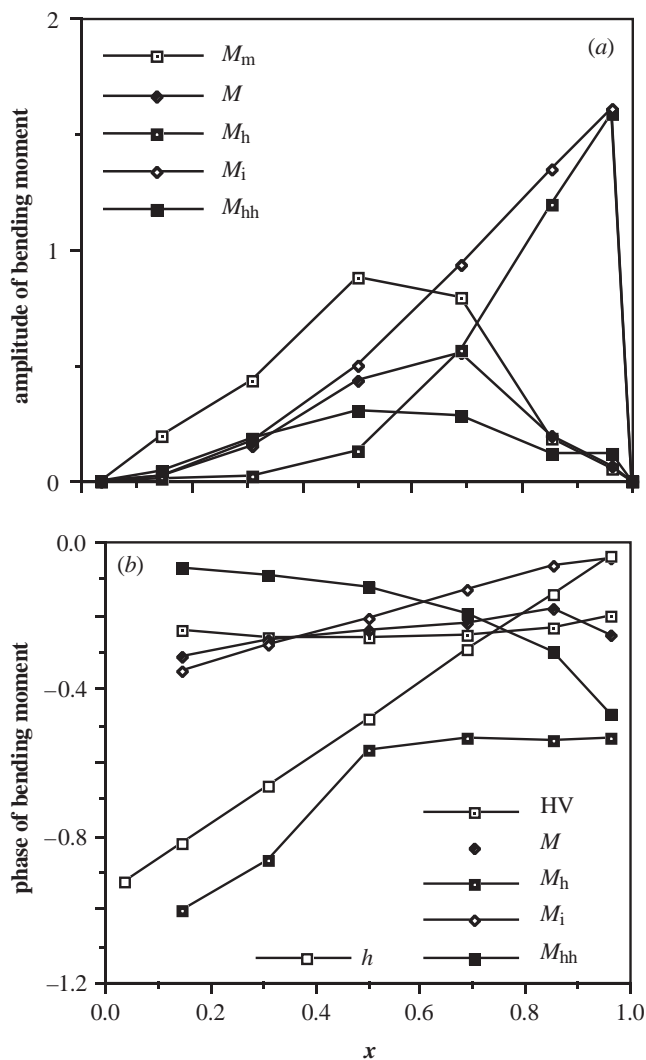 2
(a)
M_m
M
M_h
M_i
M_hh
1
0
amplitude of bending moment
0.0
(b)
−0.4
−0.8
−1.2
phase of bending moment
HV
M
M_h
M_i
h
M_hh
0.0 0.2 0.4 0.6 0.8 1.0
x